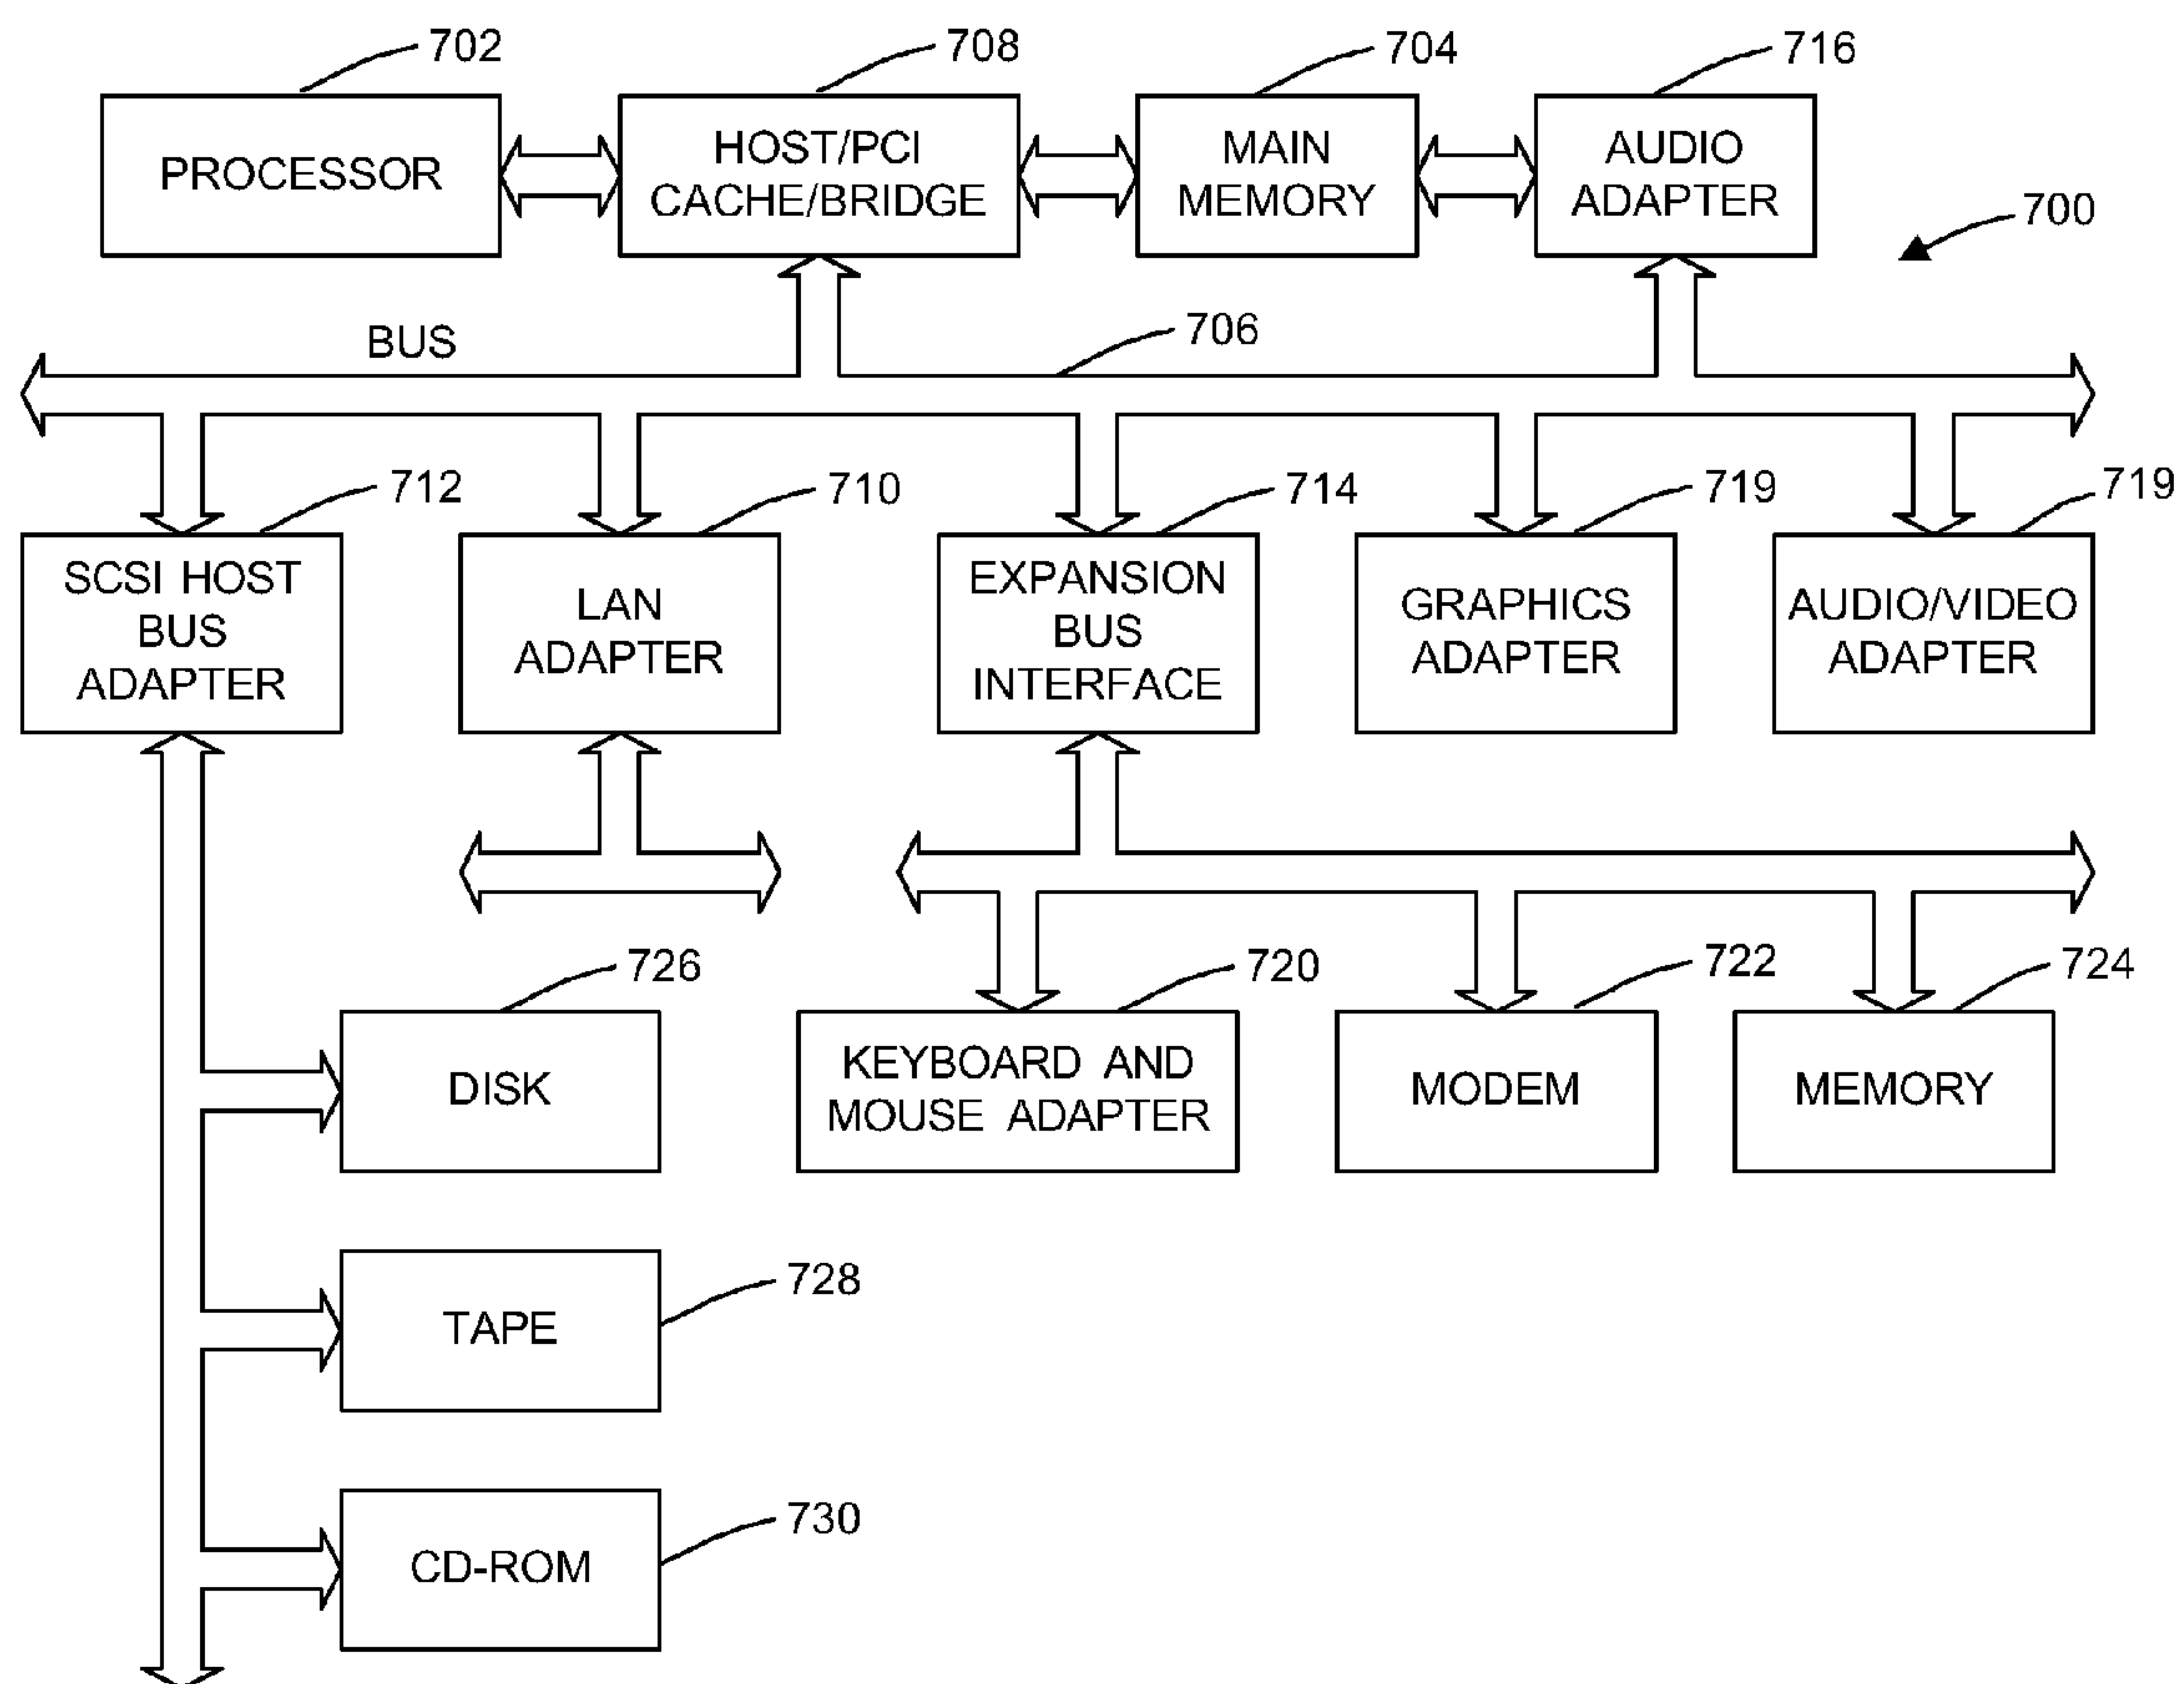 702
708
704
716
PROCESSOR
HOST/PCI
CACHE/BRIDGE
MAIN
MEMORY
AUDIO
ADAPTER
700
BUS
706
712
710
714
719
719
SCSI HOST
BUS
ADAPTER
LAN
ADAPTER
EXPANSION
BUS
INTERFACE
GRAPHICS
ADAPTER
AUDIO/VIDEO
ADAPTER
726
720
722
724
DISK
KEYBOARD AND
MOUSE ADAPTER
MODEM
MEMORY
728
TAPE
730
CD-ROM